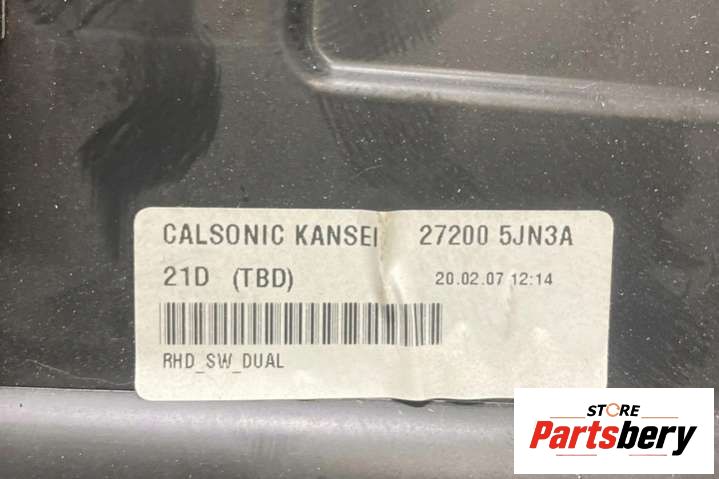 CALSONIC KANSEI 27200 5JN3A
21D (TBD) 20.02.07 12:14
RHD_SW_DUAL
STORE
Partsbery